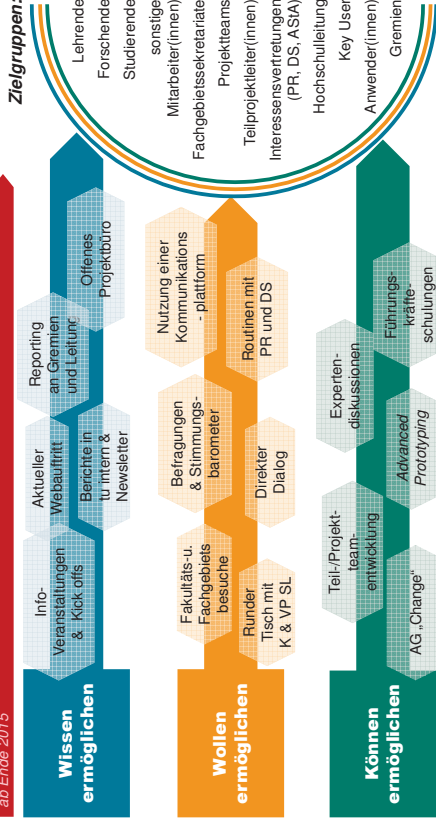 ab Ende 2015
Wissen
ermöglichen
Info-
Veranstaltungen
& Kick offs
Aktueller
Webauftritt
Berichte in
tu intern &
Newsletter
Reporting
an Gremien
und Leitung
Offenes
Projektbüro
Wollen
ermöglichen
Fakultäts-u.
Fachgebiets
besuche
Runder
Tisch mit
K & VP SL
Befragungen
& Stimmungs-
barometer
Direkter
Dialog
Nutzung einer
Kommunikations
- plattform
Routinen mit
PR und DS
Können
ermöglichen
AG „Change"
Teil-/Projekt-
team-
entwicklung
Advanced
Prototyping
Experten-
diskussionen
Führungs-
kräfte-
schulungen
Zielgruppen:
Lehrende
Forschende
Studierende
sonstige
Mitarbeiter(innen)
Fachgebietssekretariate
Projektteams
Teilprojektleiter(innen)
Interessensvertretungen
(PR, DS, AStA)
Hochschulleitung
Key User
Anwender(innen)
Gremien